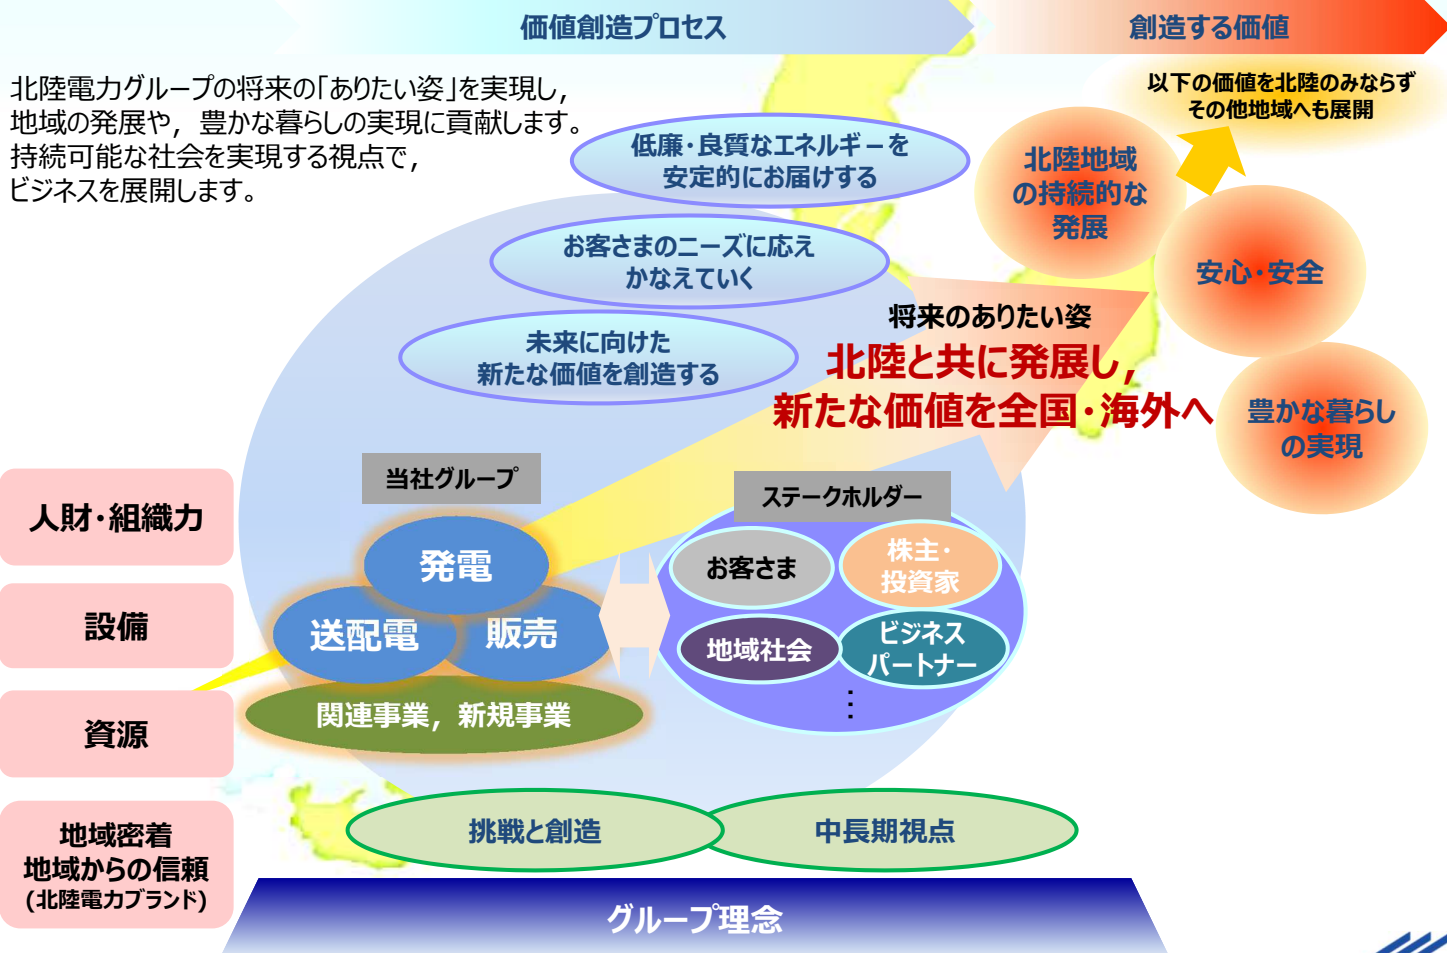 価値創造プロセス
創造する価値
北陸電力グループの将来の「ありたい姿」を実現し,
地域の発展や, 豊かな暮らしの実現に貢献します。
持続可能な社会を実現する視点で,
ビジネスを展開します。
以下の価値を北陸のみならず
その他地域へも展開
低廉・良質なエネルギーを
安定的にお届けする
北陸地域
の持続的な
発展
お客さまのニーズに応え
かなえていく
安心・安全
未来に向けた
新たな価値を創造する
将来のありたい姿
北陸と共に発展し,
新たな価値を全国・海外へ
豊かな暮らし
の実現
人財・組織力
設備
資源
地域密着
地域からの信頼
(北陸電力ブランド)
当社グループ
発電
送配電
販売
関連事業, 新規事業
ステークホルダー
お客さま
株主・
投資家
地域社会
ビジネス
パートナー
⋮
挑戦と創造
中長期視点
グループ理念